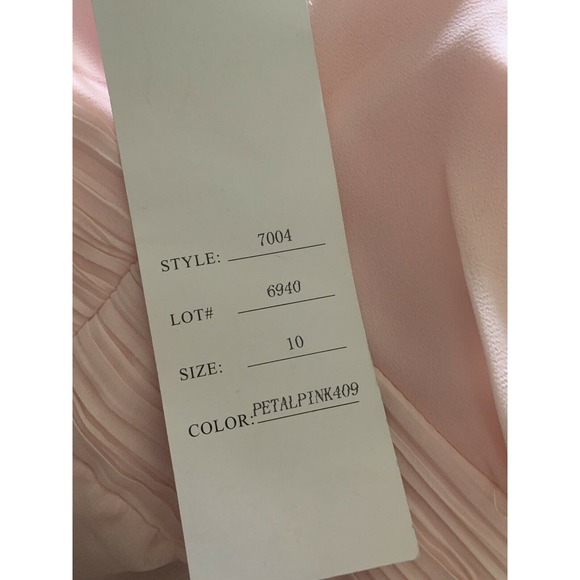 STYLE: 7004
LOT# 6940
SIZE: 10
COLOR: PETALPINK409